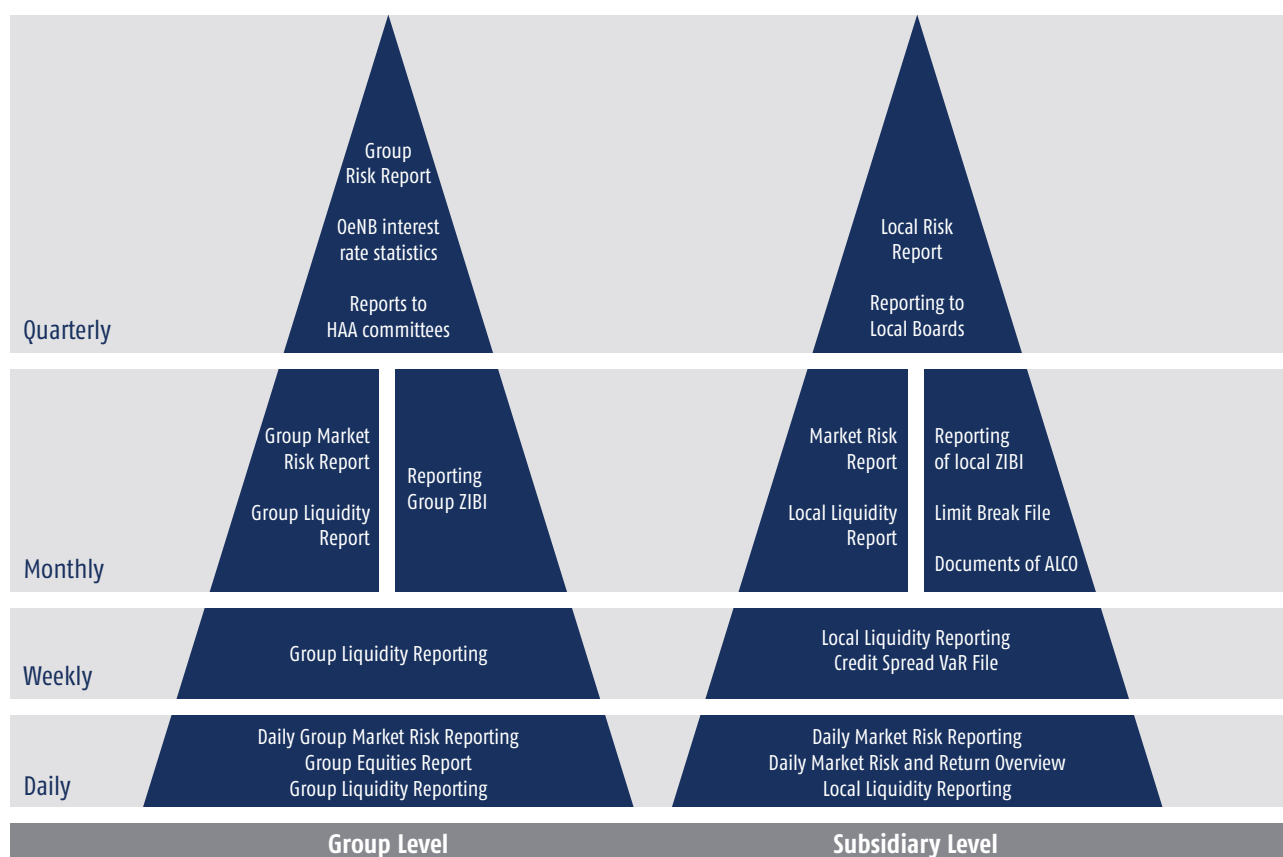 Group
Risk Report
OeNB interest
rate statistics
Reports to
HAA committees
Local Risk
Report
Reporting to
Local Boards
Quarterly
Group Market
Risk Report
Group Liquidity
Report
Reporting
Group ZIBI
Market Risk
Report
Local Liquidity
Report
Reporting
of local ZIBI
Limit Break File
Documents of ALCO
Monthly
Group Liquidity Reporting
Local Liquidity Reporting
Credit Spread VaR File
Weekly
Daily Group Market Risk Reporting
Group Equities Report
Group Liquidity Reporting
Daily Market Risk Reporting
Daily Market Risk and Return Overview
Local Liquidity Reporting
Daily
Group Level
Subsidiary Level